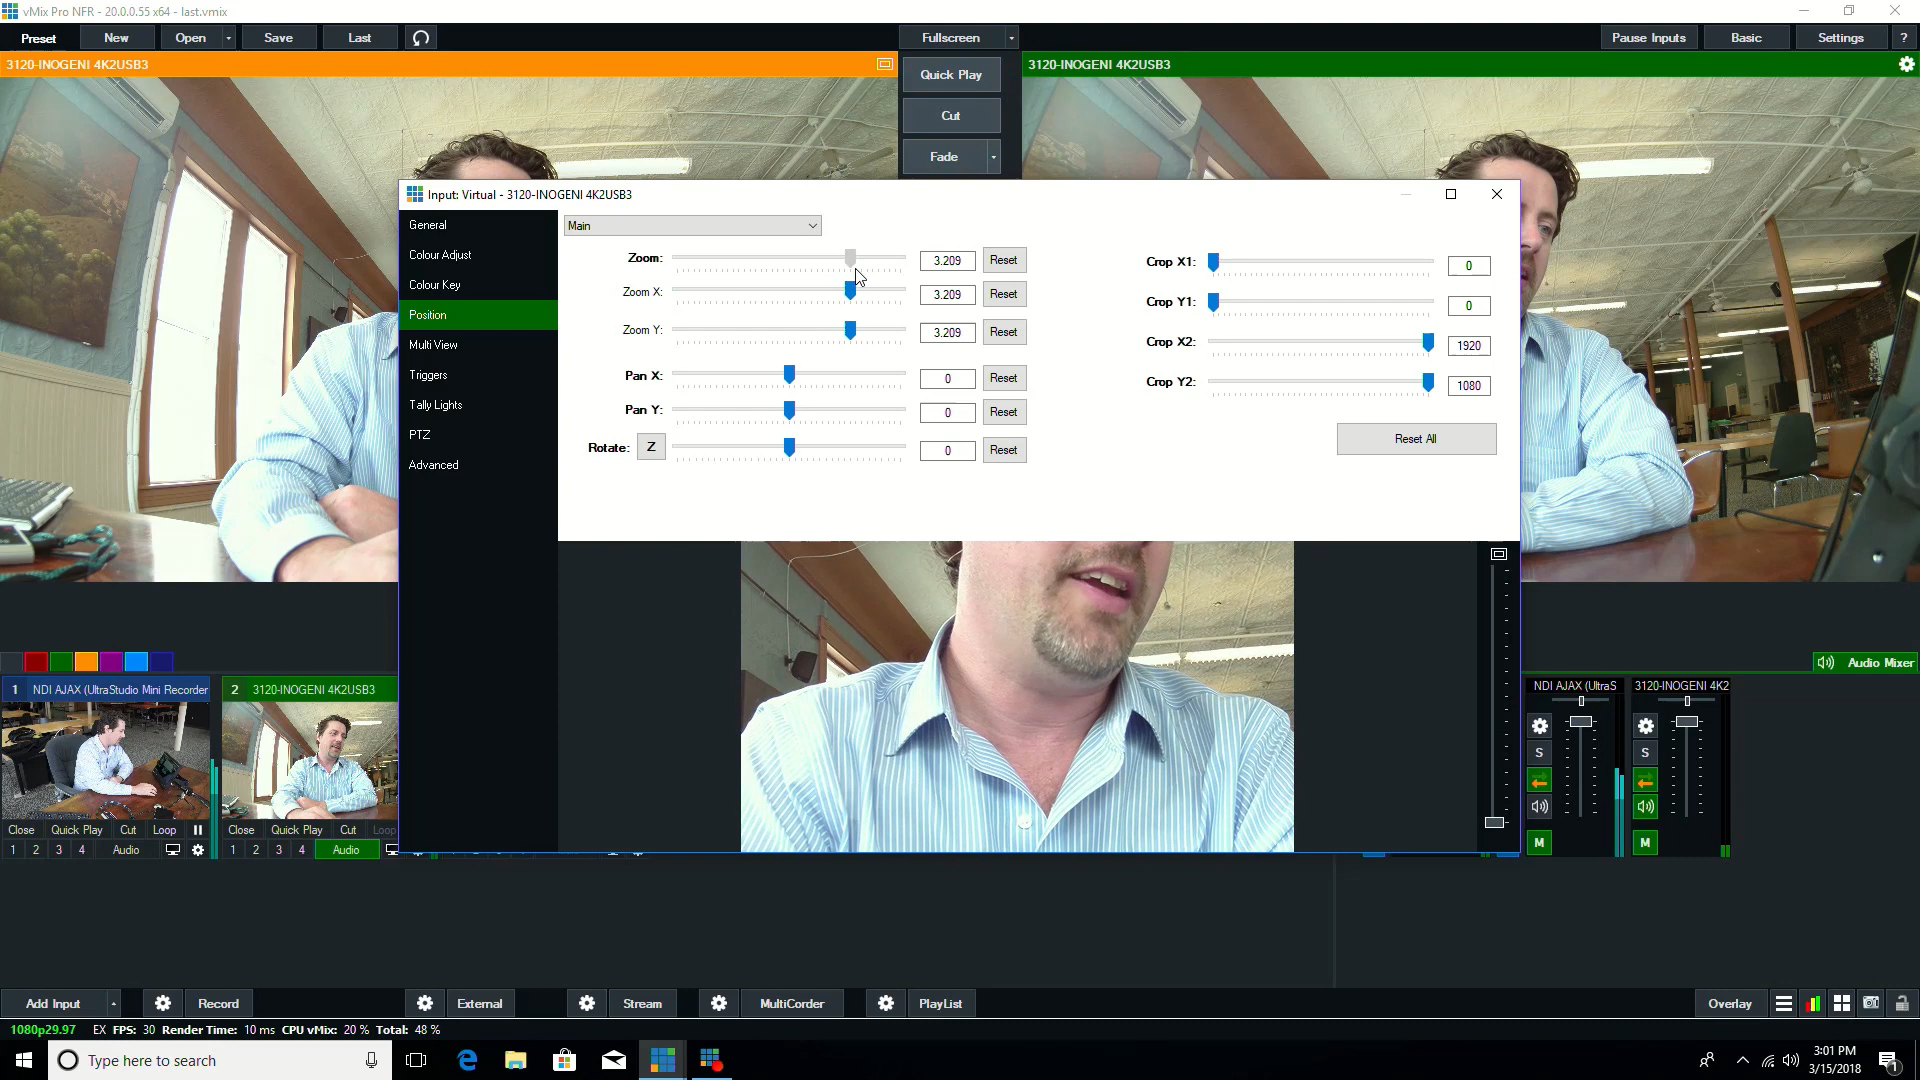 vMix Pro NFR - 20.0.0.55 x64 - last.vmix
Preset New Open Save Last Fullscreen Pause Inputs Basic Settings ?
3120-INOGENI 4K2USB3
3120-INOGENI 4K2USB3
Quick Play
Cut
Fade
Input: Virtual - 3120-INOGENI 4K2USB3
General
Colour Adjust
Colour Key
Position
Multi View
Triggers
Tally Lights
PTZ
Advanced
Main
Zoom: 3.209 Reset
Zoom X: 3.209 Reset
Zoom Y: 3.209 Reset
Pan X: 0 Reset
Pan Y: 0 Reset
Rotate: Z 0 Reset
Crop X1: 0
Crop Y1: 0
Crop X2: 1920
Crop Y2: 1080
Reset All
Audio Mixer
1 NDI AJAX (UltraStudio Mini Recorder
2 3120-INOGENI 4K2USB3
Close Quick Play Cut Loop
1 2 3 4 Audio
Close Quick Play Cut Loop
1 2 3 4 Audio
NDI AJAX (UltraS
S
M
3120-INOGENI 4K2
S
M
Add Input Record External Stream MultiCorder PlayList Overlay
1080p29.97 EX FPS: 30 Render Time: 10 ms CPU vMix: 20 % Total: 48 %
Type here to search
3:01 PM
3/15/2018
1